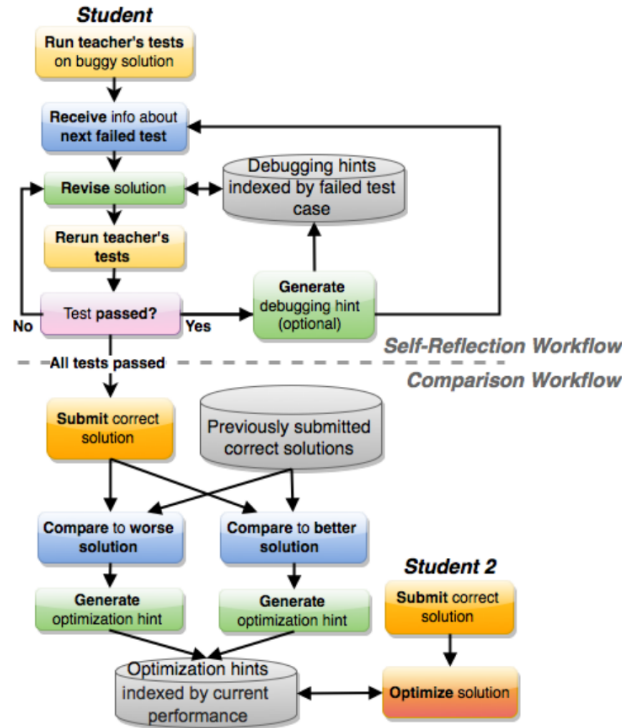 Student
Run teacher's tests
on buggy solution
Receive info about
next failed test
Debugging hints
indexed by failed test
case
Revise solution
Rerun teacher's
tests
Generate
debugging hint
(optional)
Test passed?
No
Yes
Self-Reflection Workflow
All tests passed
Comparison Workflow
Submit correct
solution
Previously submitted
correct solutions
Compare to worse
solution
Compare to better
solution
Student 2
Generate
optimization hint
Generate
optimization hint
Submit correct
solution
Optimization hints
indexed by current
performance
Optimize solution